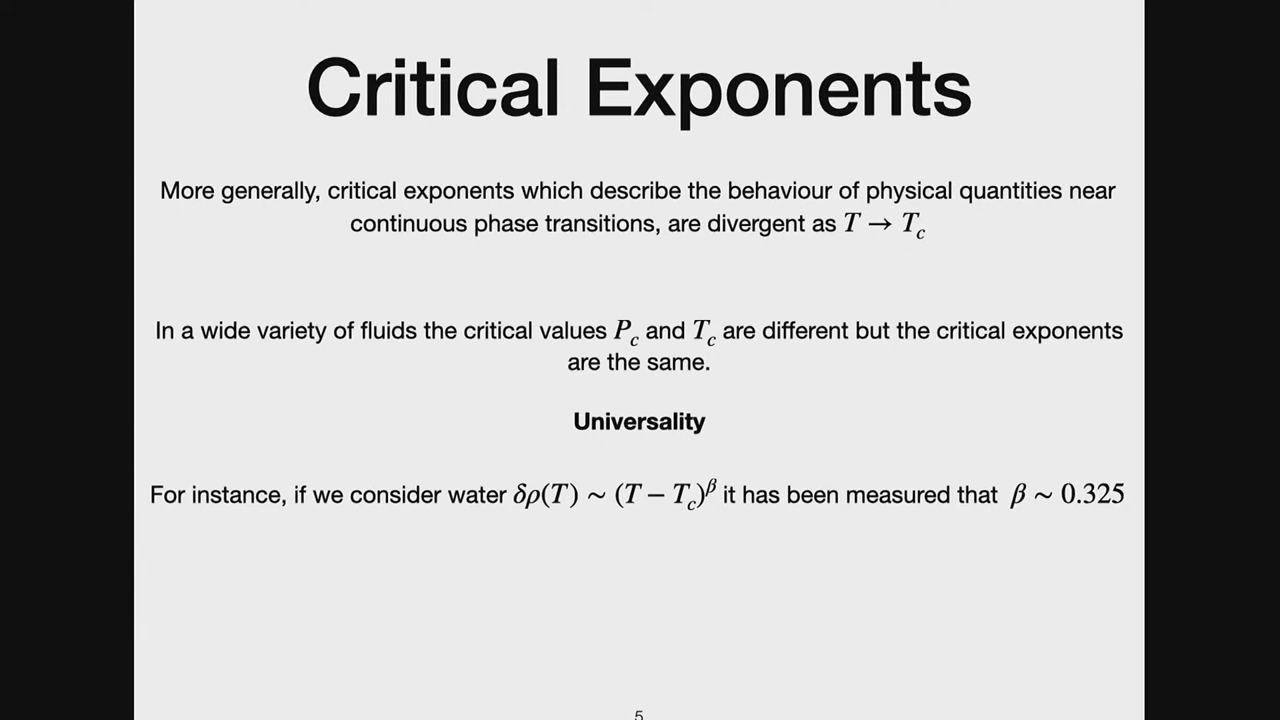 Critical Exponents
More generally, critical exponents which describe the behaviour of physical quantities near
continuous phase transitions, are divergent as T → T_c
In a wide variety of fluids the critical values P_c and T_c are different but the critical exponents
are the same.
Universality
For instance, if we consider water δρ(T) ∼ (T − T_c)^β it has been measured that β ∼ 0.325
5